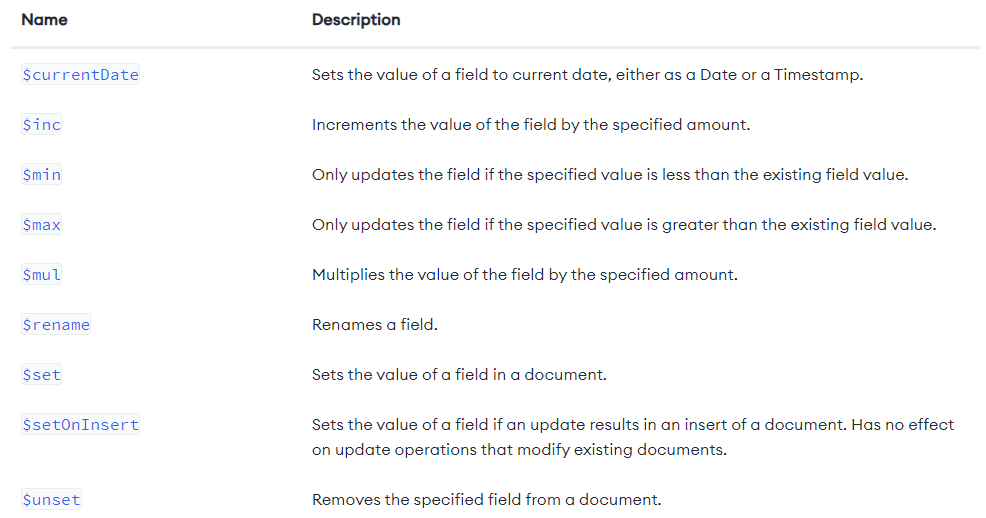 Name Description
$currentDate Sets the value of a field to current date, either as a Date or a Timestamp.
$inc Increments the value of the field by the specified amount.
$min Only updates the field if the specified value is less than the existing field value.
$max Only updates the field if the specified value is greater than the existing field value.
$mul Multiplies the value of the field by the specified amount.
$rename Renames a field.
$set Sets the value of a field in a document.
$setOnInsert Sets the value of a field if an update results in an insert of a document. Has no effect
on update operations that modify existing documents.
$unset Removes the specified field from a document.